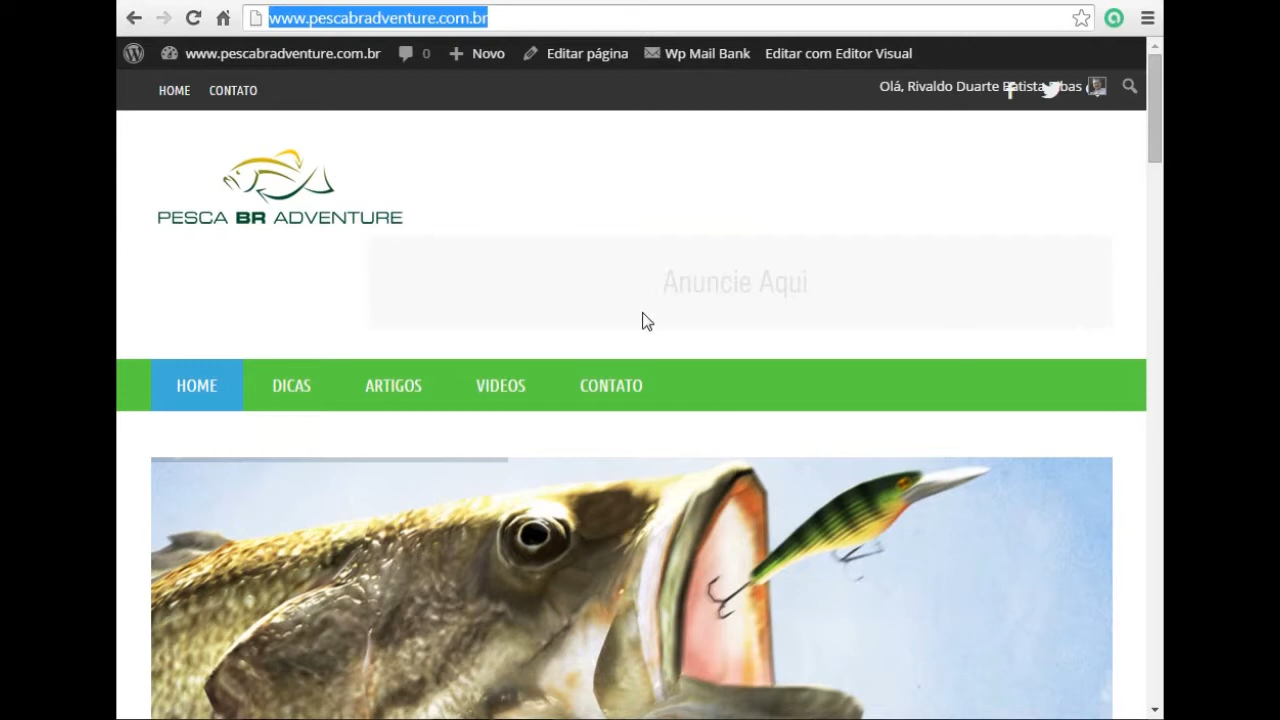 www.pescabradventure.com.br
www.pescabradventure.com.br 0 Novo Editar página Wp Mail Bank Editar com Editor Visual
HOME CONTATO Olá, Rivaldo Duarte Batista
PESCA BR ADVENTURE
Anuncie Aqui
HOME DICAS ARTIGOS VIDEOS CONTATO